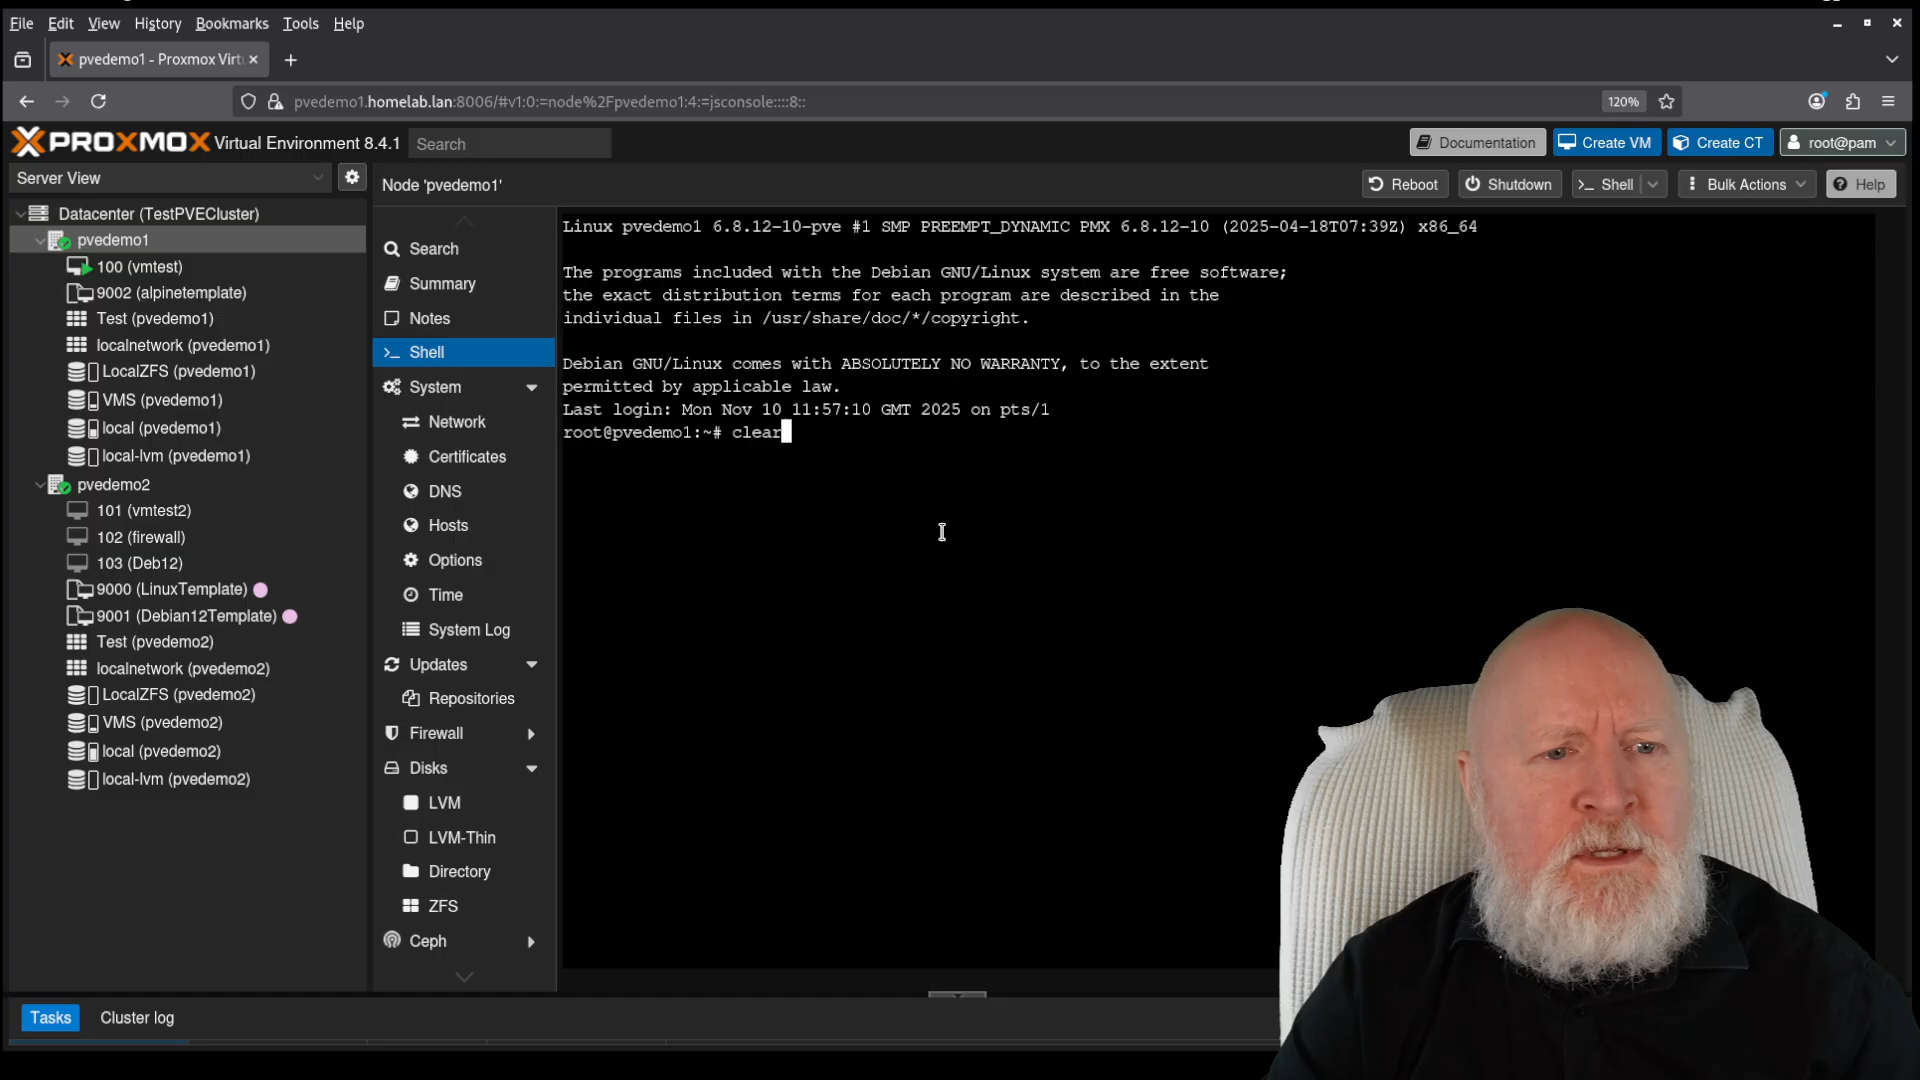 File Edit View History Bookmarks Tools Help
pvedemo1 - Proxmox Virt
pvedemo1.homelab.lan:8006/#v1:0:=node%2Fpvedemo1:4:=jsconsole::::8::
120%
PROXMOX Virtual Environment 8.4.1 Search
Documentation Create VM Create CT root@pam
Server View
Node 'pvedemo1'
Reboot Shutdown >_ Shell Bulk Actions Help
Datacenter (TestPVECluster)
pvedemo1
100 (vmtest)
9002 (alpinetemplate)
Test (pvedemo1)
localnetwork (pvedemo1)
LocalZFS (pvedemo1)
VMS (pvedemo1)
local (pvedemo1)
local-lvm (pvedemo1)
pvedemo2
101 (vmtest2)
102 (firewall)
103 (Deb12)
9000 (LinuxTemplate)
9001 (Debian12Template)
Test (pvedemo2)
localnetwork (pvedemo2)
LocalZFS (pvedemo2)
VMS (pvedemo2)
local (pvedemo2)
local-lvm (pvedemo2)
Search
Summary
Notes
>_ Shell
System
Network
Certificates
DNS
Hosts
Options
Time
System Log
Updates
Repositories
Firewall
Disks
LVM
LVM-Thin
Directory
ZFS
Ceph
Linux pvedemo1 6.8.12-10-pve #1 SMP PREEMPT_DYNAMIC PMX 6.8.12-10 (2025-04-18T07:39Z) x86_64
The programs included with the Debian GNU/Linux system are free software;
the exact distribution terms for each program are described in the
individual files in /usr/share/doc/*/copyright.
Debian GNU/Linux comes with ABSOLUTELY NO WARRANTY, to the extent
permitted by applicable law.
Last login: Mon Nov 10 11:57:10 GMT 2025 on pts/1
root@pvedemo1:~# clear
Tasks Cluster log